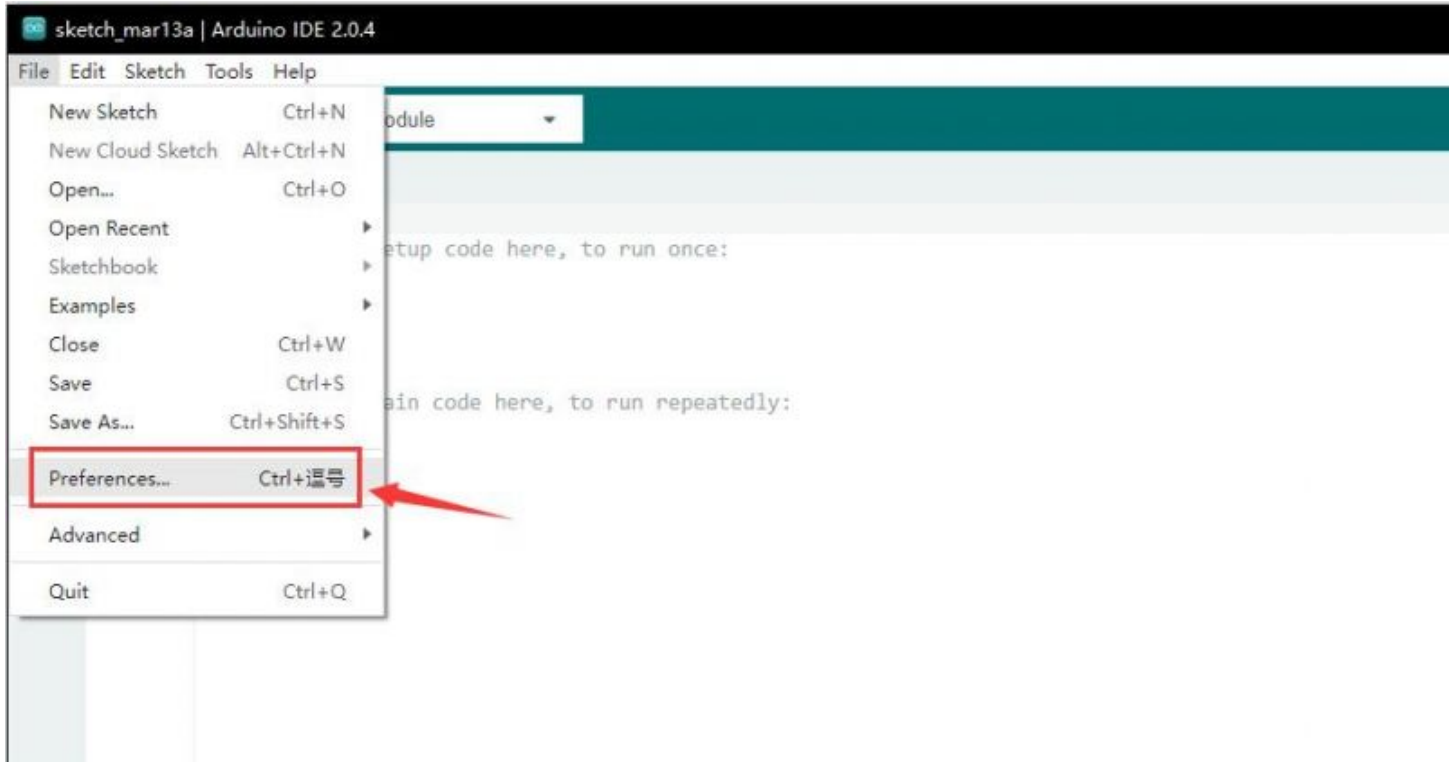 sketch_mar13a | Arduino IDE 2.0.4
File Edit Sketch Tools Help
New Sketch Ctrl+N
odule
New Cloud Sketch Alt+Ctrl+N
Open... Ctrl+O
Open Recent
etup code here, to run once:
Sketchbook
Examples
Close Ctrl+W
Save Ctrl+S
ain code here, to run repeatedly:
Save As... Ctrl+Shift+S
Preferences... Ctrl+逗号
Advanced
Quit Ctrl+Q